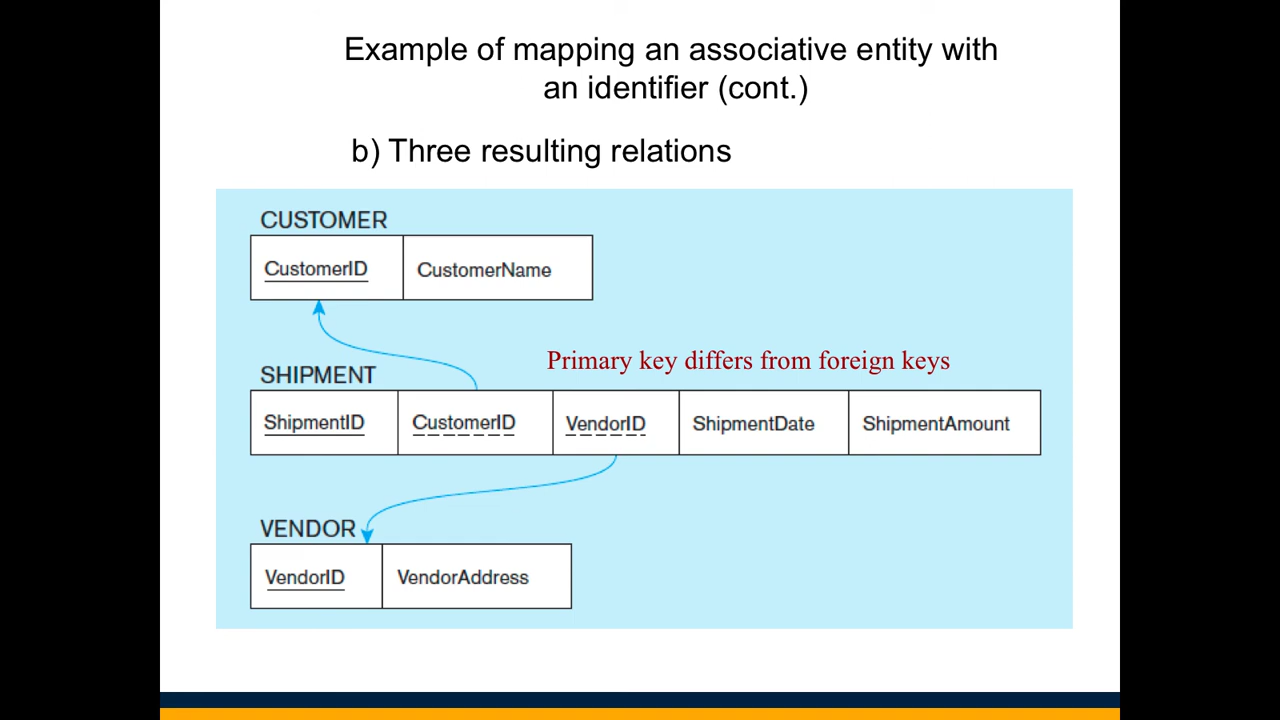 Example of mapping an associative entity with
an identifier (cont.)
b) Three resulting relations
CUSTOMER
CustomerID CustomerName
Primary key differs from foreign keys
SHIPMENT
ShipmentID CustomerID VendorID ShipmentDate ShipmentAmount
VENDOR
VendorID VendorAddress